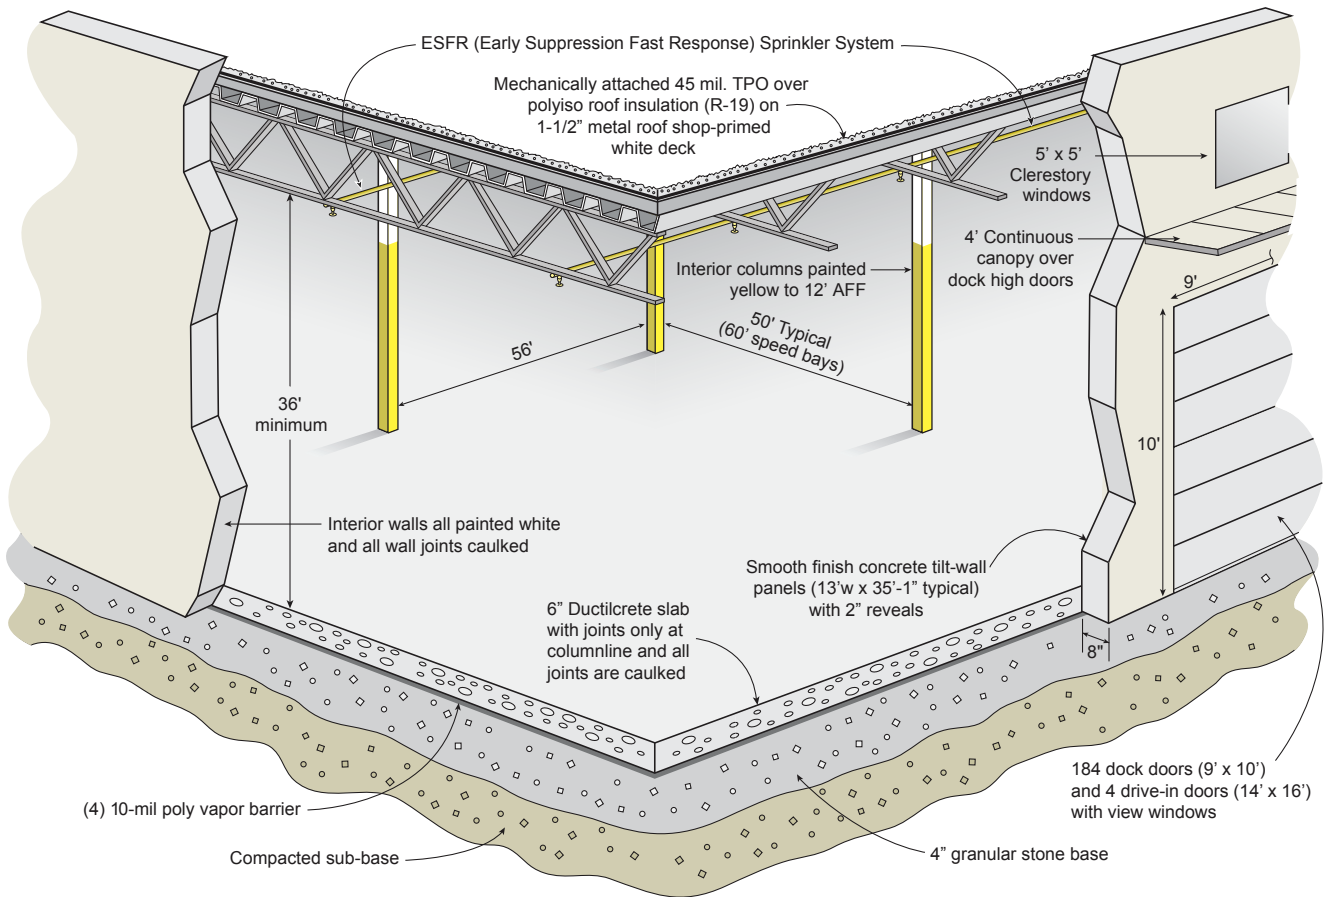 ESFR (Early Suppression Fast Response) Sprinkler System
Mechanically attached 45 mil. TPO over
polyiso roof insulation (R-19) on
1-1/2” metal roof shop-primed
white deck
5’ x 5’
Clerestory
windows
4’ Continuous
canopy over
dock high doors
9'
Interior columns painted
yellow to 12’ AFF
50' Typical
(60’ speed bays)
56'
36'
minimum
10'
Interior walls all painted white
and all wall joints caulked
Smooth finish concrete tilt-wall
panels (13’w x 35’-1” typical)
with 2” reveals
6” Ductilcrete slab
with joints only at
columnline and all
joints are caulked
8"
184 dock doors (9’ x 10’)
and 4 drive-in doors (14’ x 16’)
with view windows
(4) 10-mil poly vapor barrier
Compacted sub-base
4” granular stone base